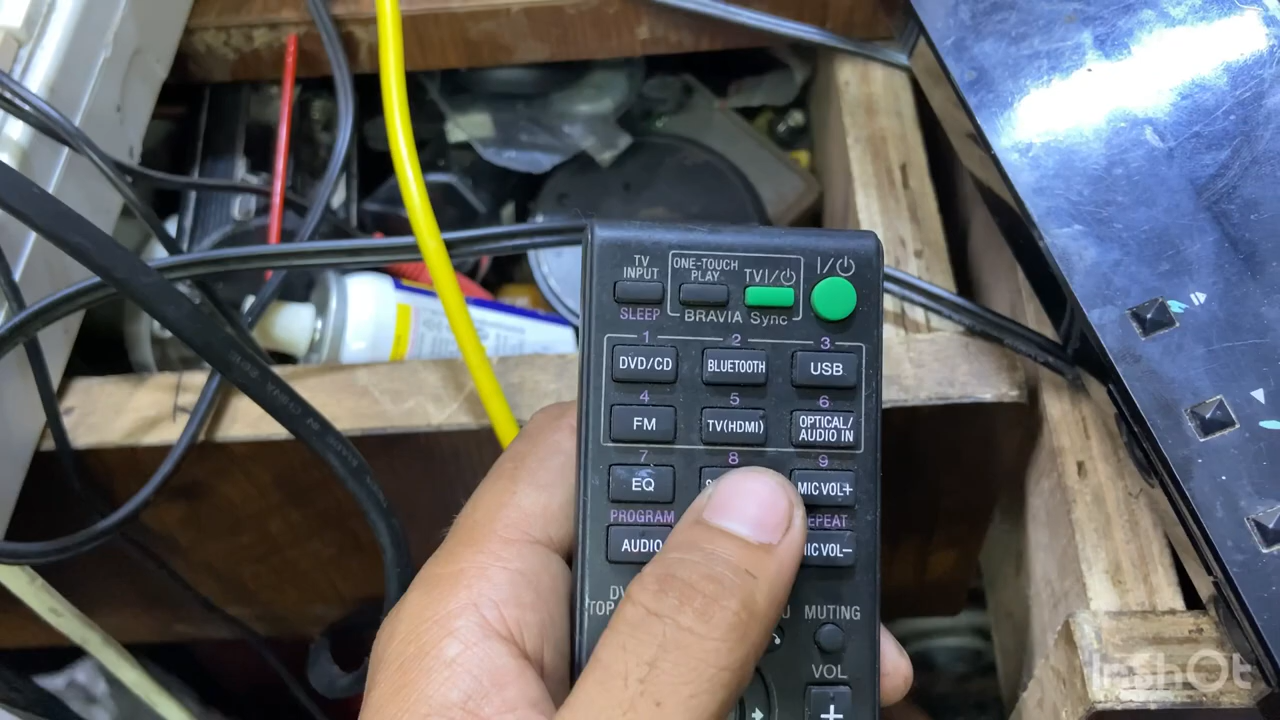 TV
INPUT
SLEEP
ONE-TOUCH
PLAY
TV I/⏻
I/⏻
BRAVIA Sync
1 2 3
DVD/CD BLUETOOTH USB
4 5 6
FM TV(HDMI) OPTICAL/
AUDIO IN
7 8 9
EQ MIC VOL+
PROGRAM
AUDIO MIC VOL−
MUTING
VOL
+
InShOt